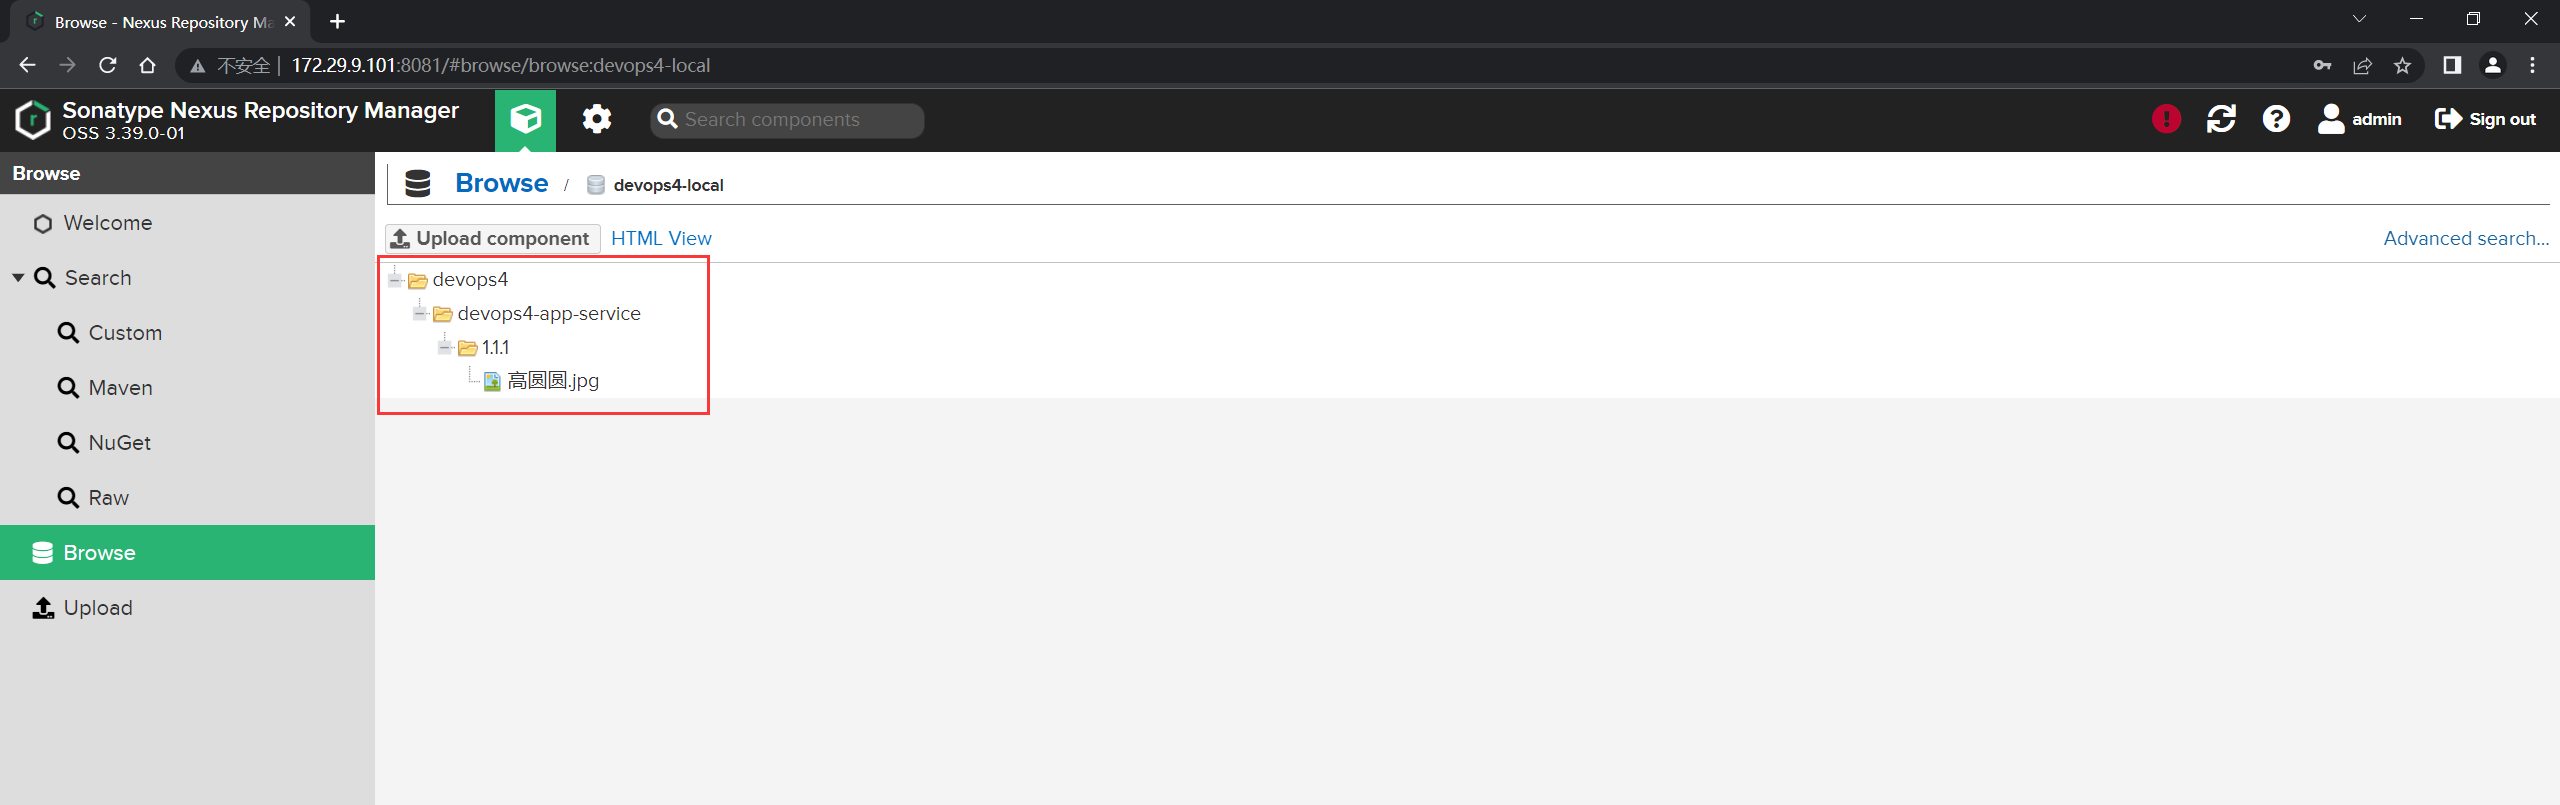 Browse - Nexus Repository Ma
不安全 | 172.29.9.101:8081/#browse/browse:devops4-local
Sonatype Nexus Repository Manager
OSS 3.39.0-01
Search components
admin
Sign out
Browse
Welcome
Search
Custom
Maven
NuGet
Raw
Browse
Upload
Browse / devops4-local
Upload component
HTML View
Advanced search...
devops4
devops4-app-service
1.1.1
高圆圆.jpg